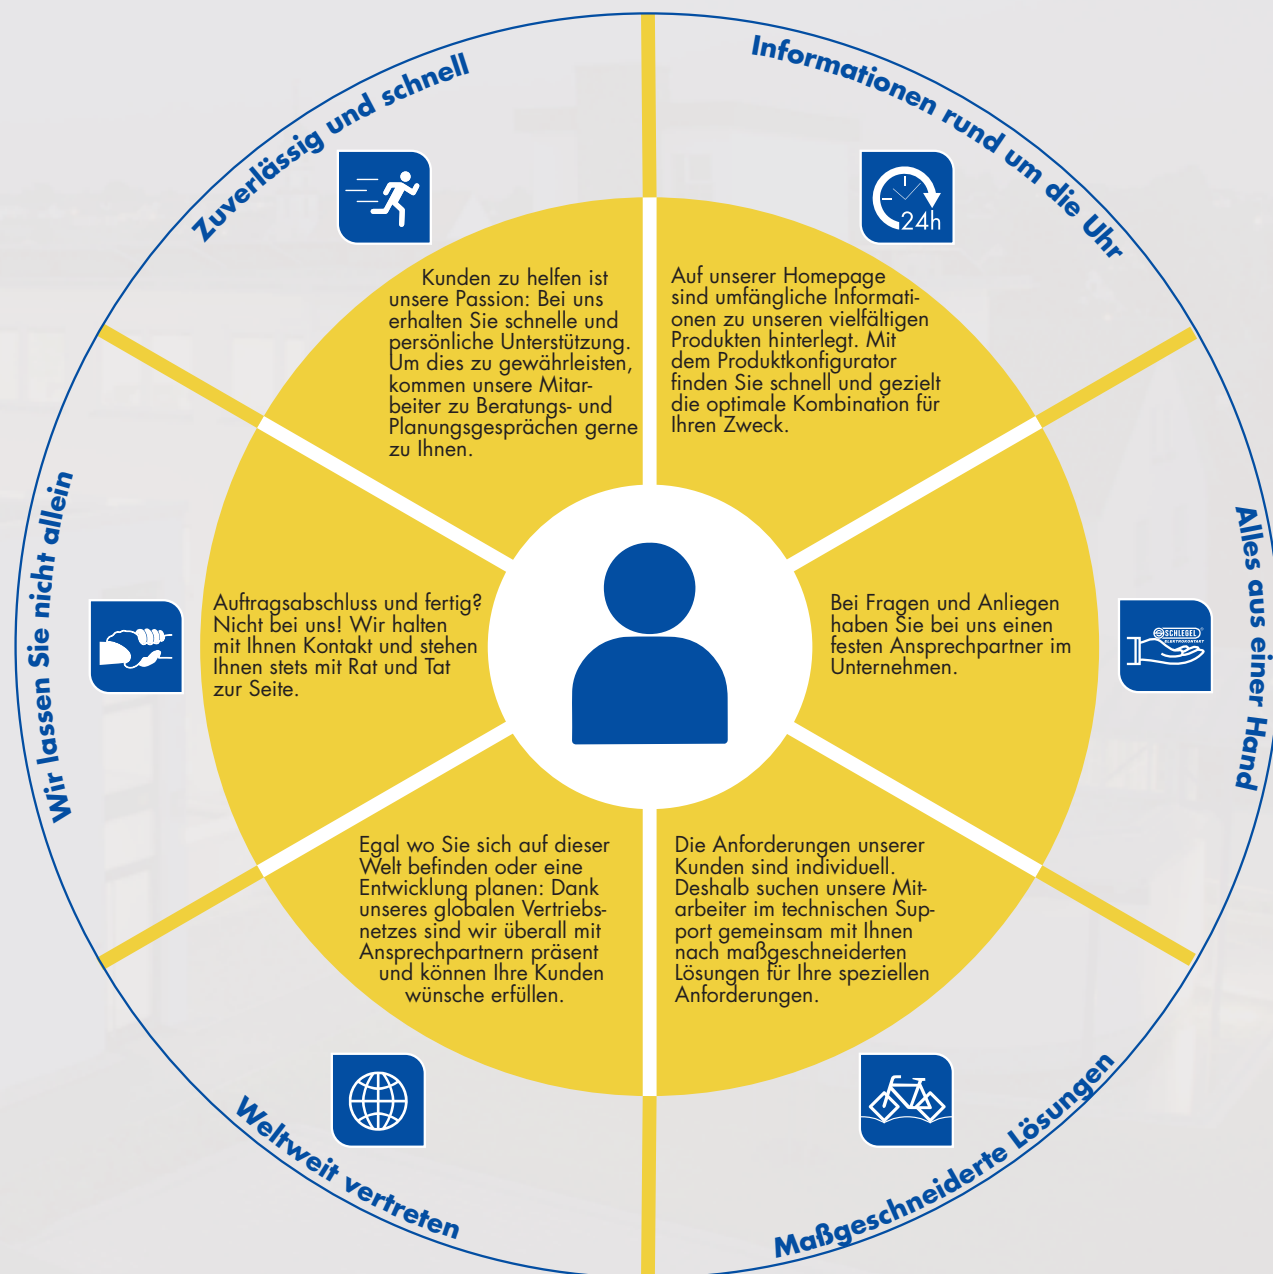 Zuverlässig und schnell
Kunden zu helfen ist
unsere Passion: Bei uns
erhalten Sie schnelle und
persönliche Unterstützung.
Um dies zu gewährleisten,
kommen unsere Mitar-
beiter zu Beratungs- und
Planungsgesprächen gerne
zu Ihnen.
Informationen rund um die Uhr
24h
Auf unserer Homepage
sind umfängliche Informati-
onen zu unseren vielfältigen
Produkten hinterlegt. Mit
dem Produktkonfigurator
finden Sie schnell und gezielt
die optimale Kombination für
Ihren Zweck.
Alles aus einer Hand
SCHLEGEL
ELEKTROKONTAKT
Bei Fragen und Anliegen
haben Sie bei uns einen
festen Ansprechpartner im
Unternehmen.
Maßgeschneiderte Lösungen
Die Anforderungen unserer
Kunden sind individuell.
Deshalb suchen unsere Mit-
arbeiter im technischen Sup-
port gemeinsam mit Ihnen
nach maßgeschneiderten
Lösungen für Ihre speziellen
Anforderungen.
Weltweit vertreten
Egal wo Sie sich auf dieser
Welt befinden oder eine
Entwicklung planen: Dank
unseres globalen Vertriebs-
netzes sind wir überall mit
Ansprechpartnern präsent
und können Ihre Kunden
wünsche erfüllen.
Wir lassen Sie nicht allein
Auftragsabschluss und fertig?
Nicht bei uns! Wir halten
mit Ihnen Kontakt und stehen
Ihnen stets mit Rat und Tat
zur Seite.